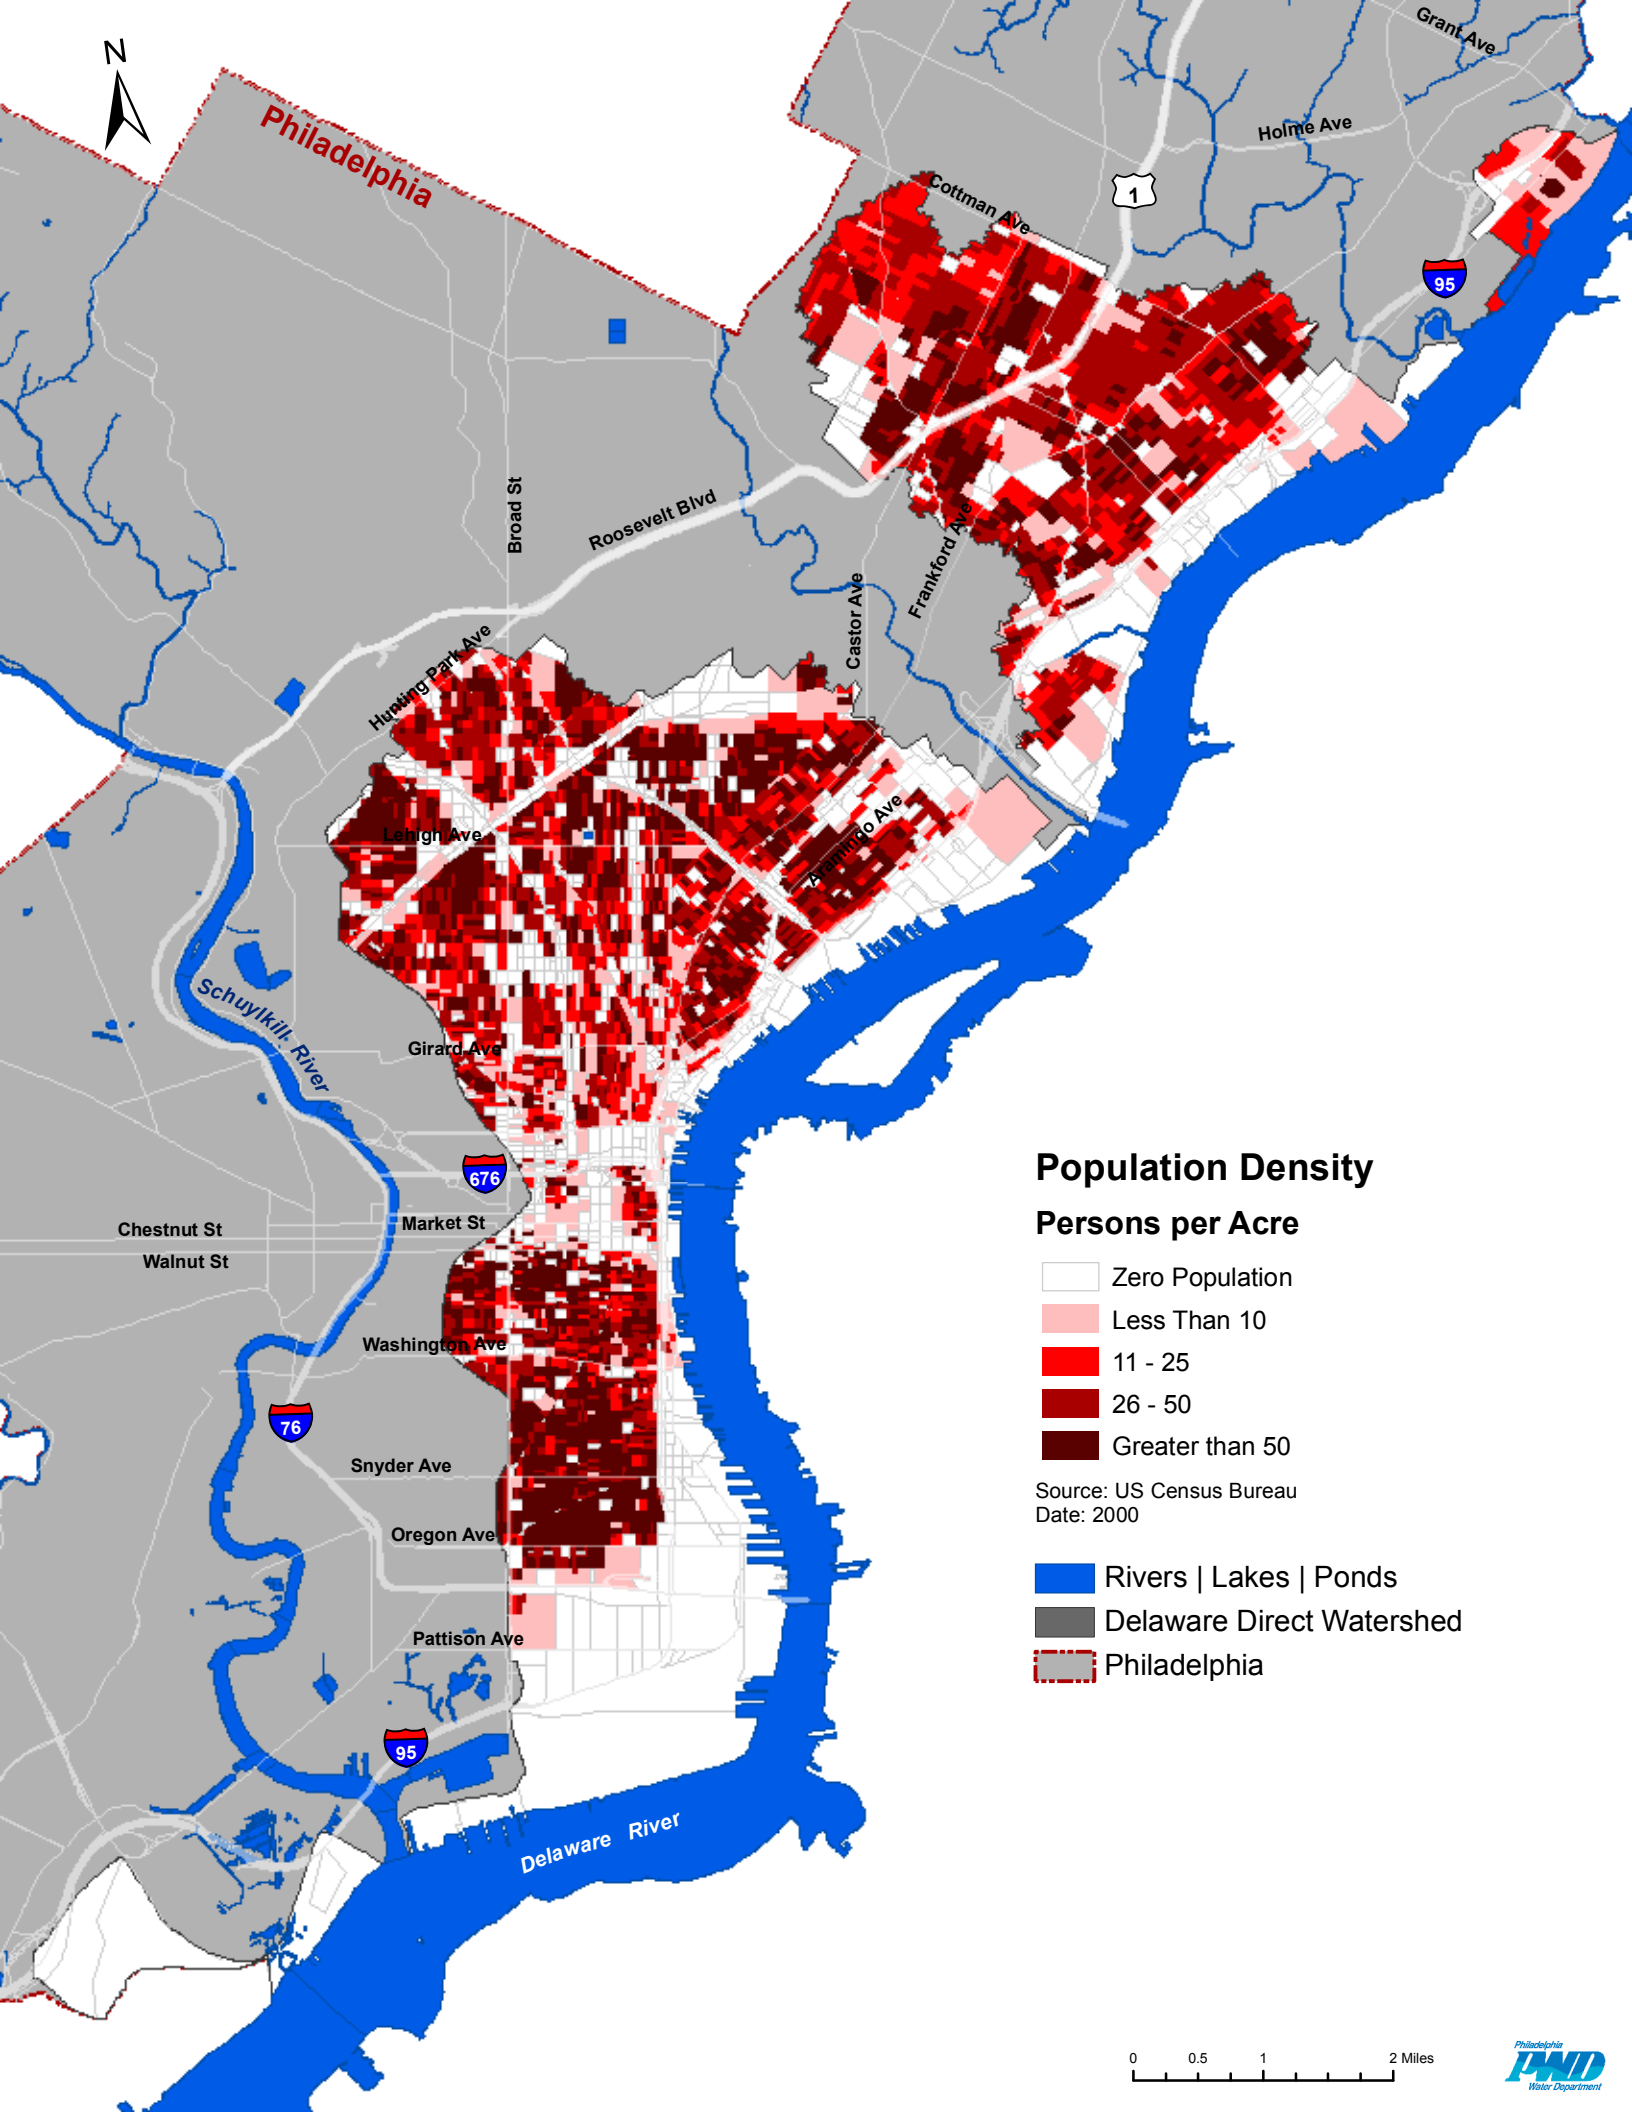 Grant Ave
N
Philadelphia
Holme Ave
Cottman Ave
1
95
Broad St
Roosevelt Blvd
Frankford Ave
Castor Ave
Hunting Park Ave
Lehigh Ave
Aramingo Ave
Schuylkill River
Girard Ave
676
Market St
Chestnut St
Walnut St
Washington Ave
76
Snyder Ave
Oregon Ave
Pattison Ave
95
Delaware River
Population Density
Persons per Acre
Zero Population
Less Than 10
11 - 25
26 - 50
Greater than 50
Source: US Census Bureau
Date: 2000
Rivers | Lakes | Ponds
Delaware Direct Watershed
Philadelphia
0 0.5 1 2 Miles
Philadelphia
PWD
Water Department